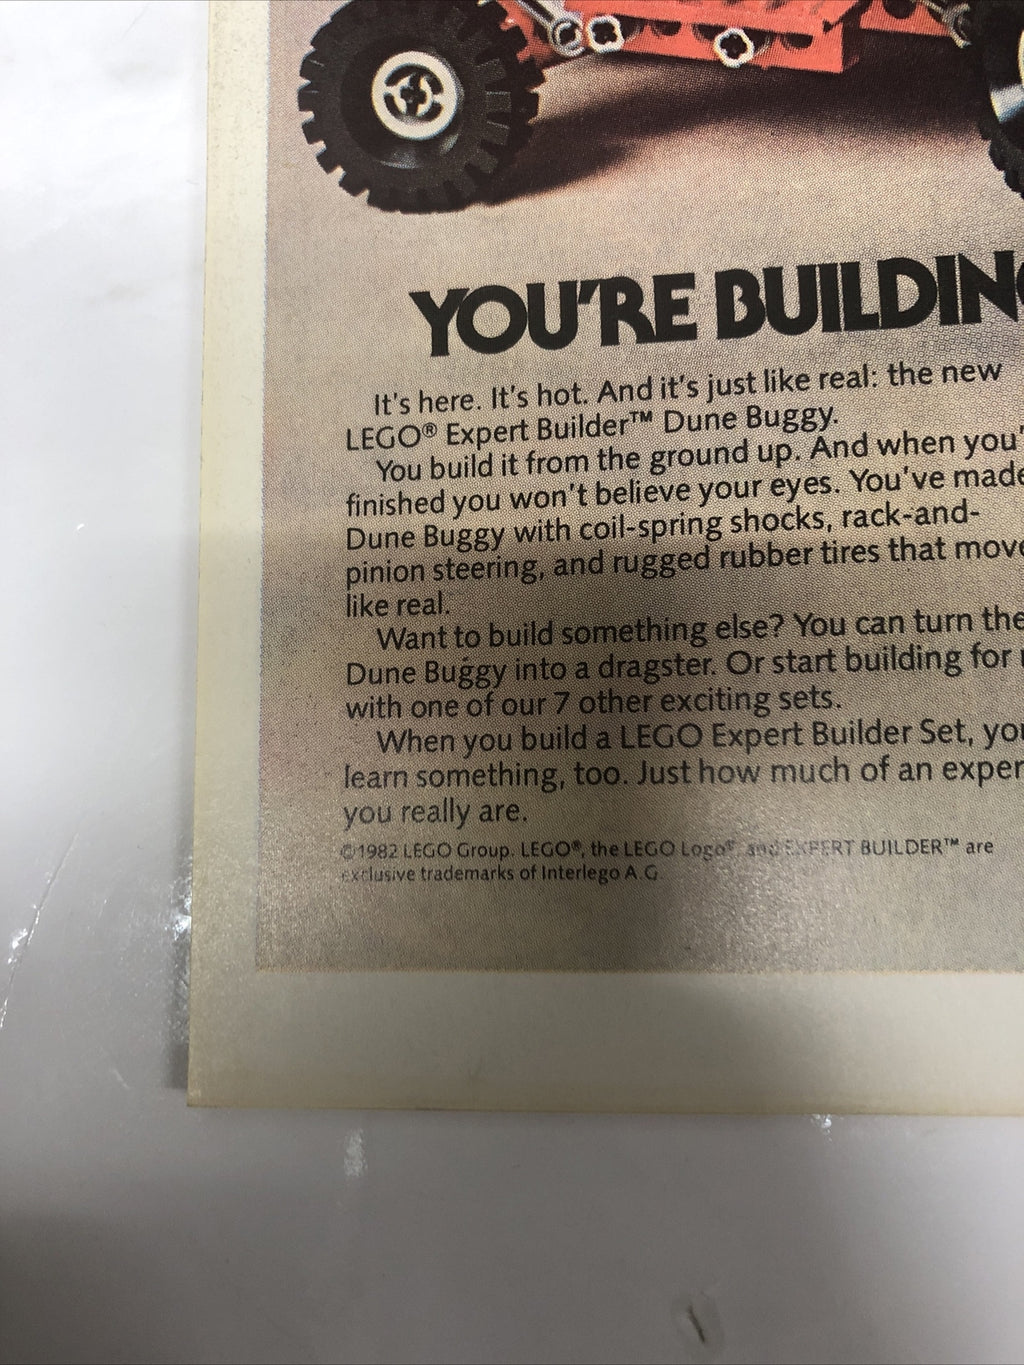 YOU'RE BUILDING
It's here. It's hot. And it's just like real: the new
LEGO® Expert Builder™ Dune Buggy.
You build it from the ground up. And when you'
finished you won't believe your eyes. You've made
Dune Buggy with coil-spring shocks, rack-and-
pinion steering, and rugged rubber tires that move
like real.
Want to build something else? You can turn the
Dune Buggy into a dragster. Or start building for
with one of our 7 other exciting sets.
When you build a LEGO Expert Builder Set, you
learn something, too. Just how much of an exper
you really are.
©1982 LEGO Group. LEGO®, the LEGO Logo®, and EXPERT BUILDER™ are
exclusive trademarks of Interlego A.G.